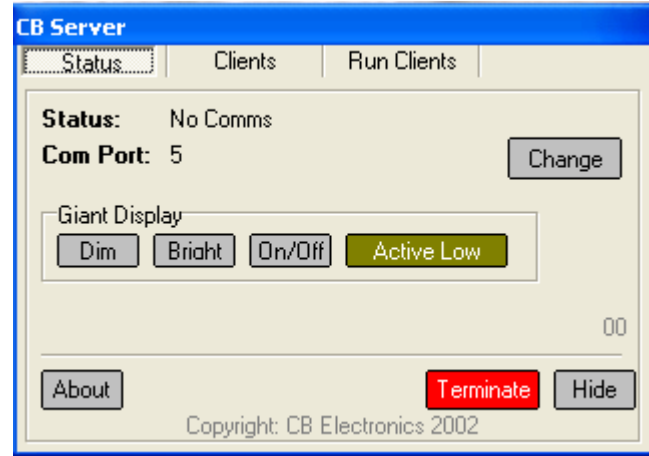 CB Server
Status Clients Run Clients
Status: No Comms
Com Port: 5
Change
Giant Display
Dim Bright On/Off Active Low
00
About Terminate Hide
Copyright: CB Electronics 2002